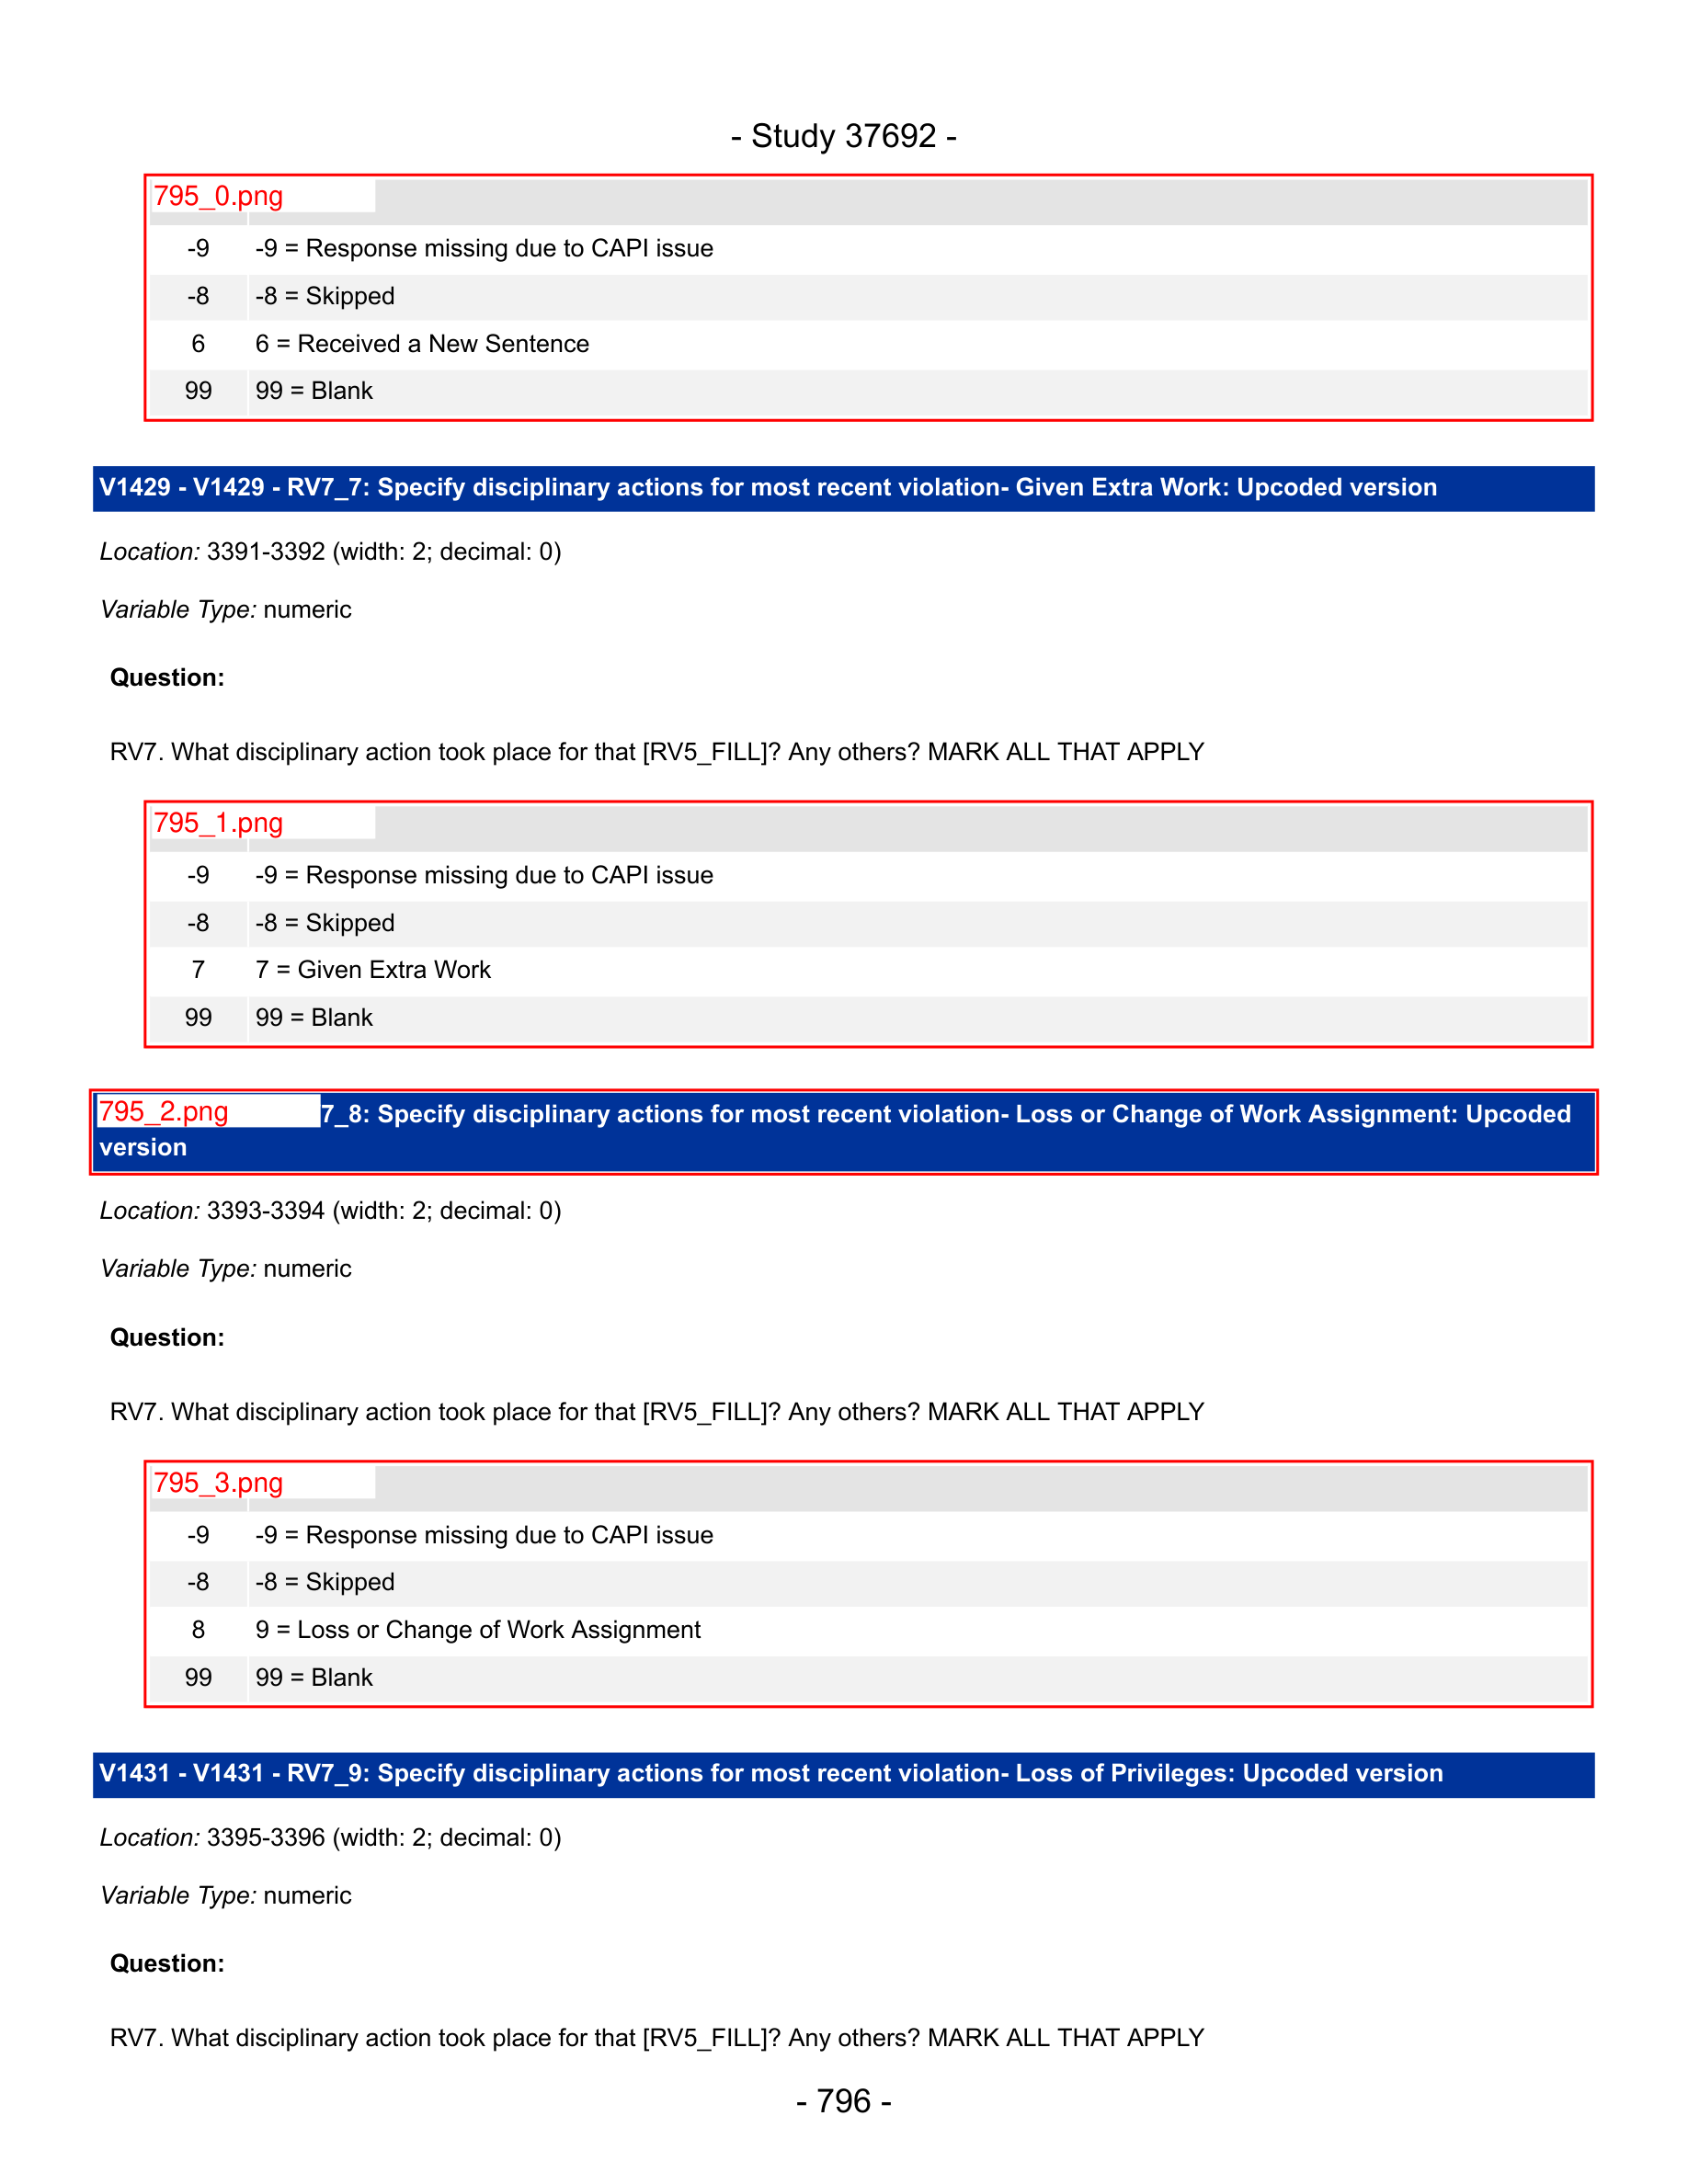 - Study 37692 -
795_0.png
-9 -9 = Response missing due to CAPI issue
-8 -8 = Skipped
6 6 = Received a New Sentence
99 99 = Blank
V1429 - V1429 - RV7_7: Specify disciplinary actions for most recent violation- Given Extra Work: Upcoded version
Location: 3391-3392 (width: 2; decimal: 0)
Variable Type: numeric
Question:
RV7. What disciplinary action took place for that [RV5_FILL]? Any others? MARK ALL THAT APPLY
795_1.png
-9 -9 = Response missing due to CAPI issue
-8 -8 = Skipped
7 7 = Given Extra Work
99 99 = Blank
795_2.png 7_8: Specify disciplinary actions for most recent violation- Loss or Change of Work Assignment: Upcoded
version
Location: 3393-3394 (width: 2; decimal: 0)
Variable Type: numeric
Question:
RV7. What disciplinary action took place for that [RV5_FILL]? Any others? MARK ALL THAT APPLY
795_3.png
-9 -9 = Response missing due to CAPI issue
-8 -8 = Skipped
8 9 = Loss or Change of Work Assignment
99 99 = Blank
V1431 - V1431 - RV7_9: Specify disciplinary actions for most recent violation- Loss of Privileges: Upcoded version
Location: 3395-3396 (width: 2; decimal: 0)
Variable Type: numeric
Question:
RV7. What disciplinary action took place for that [RV5_FILL]? Any others? MARK ALL THAT APPLY
- 796 -